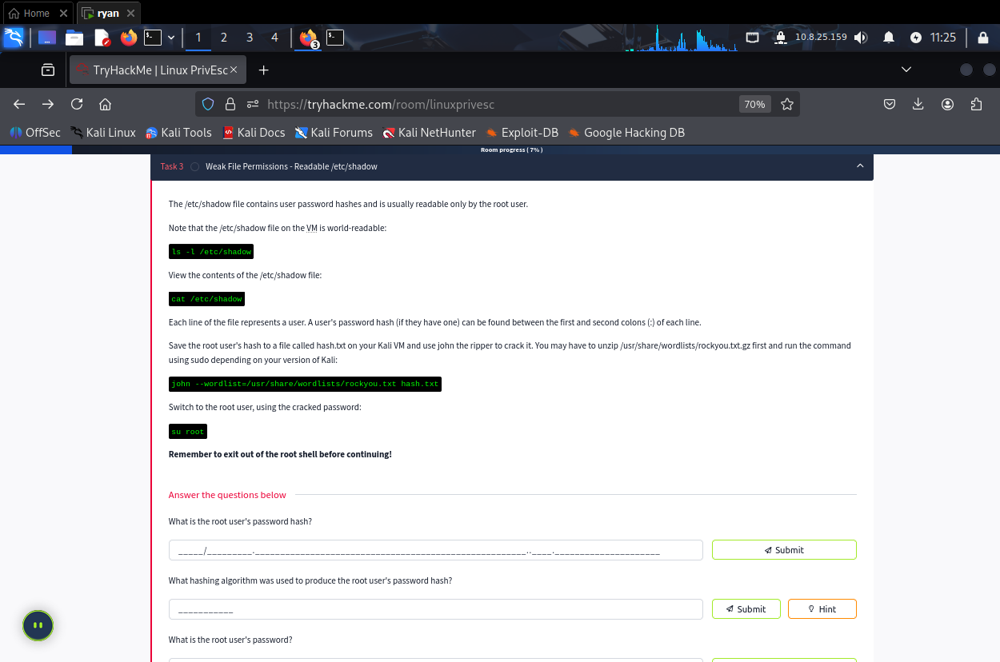 Home
ryan
1 2 3 4
3
10.8.25.159
11:25
TryHackMe | Linux PrivEsc
https://tryhackme.com/room/linuxprivesc
70%
OffSec Kali Linux Kali Tools Kali Docs Kali Forums Kali NetHunter Exploit-DB Google Hacking DB
Room progress ( 7% )
Task 3 Weak File Permissions - Readable /etc/shadow
The /etc/shadow file contains user password hashes and is usually readable only by the root user.
Note that the /etc/shadow file on the VM is world-readable:
ls -l /etc/shadow
View the contents of the /etc/shadow file:
cat /etc/shadow
Each line of the file represents a user. A user's password hash (if they have one) can be found between the first and second colons (:) of each line.
Save the root user's hash to a file called hash.txt on your Kali VM and use john the ripper to crack it. You may have to unzip /usr/share/wordlists/rockyou.txt.gz first and run the command
using sudo depending on your version of Kali:
john --wordlist=/usr/share/wordlists/rockyou.txt hash.txt
Switch to the root user, using the cracked password:
su root
Remember to exit out of the root shell before continuing!
Answer the questions below
What is the root user's password hash?
Submit
What hashing algorithm was used to produce the root user's password hash?
___________
Submit
Hint
What is the root user's password?